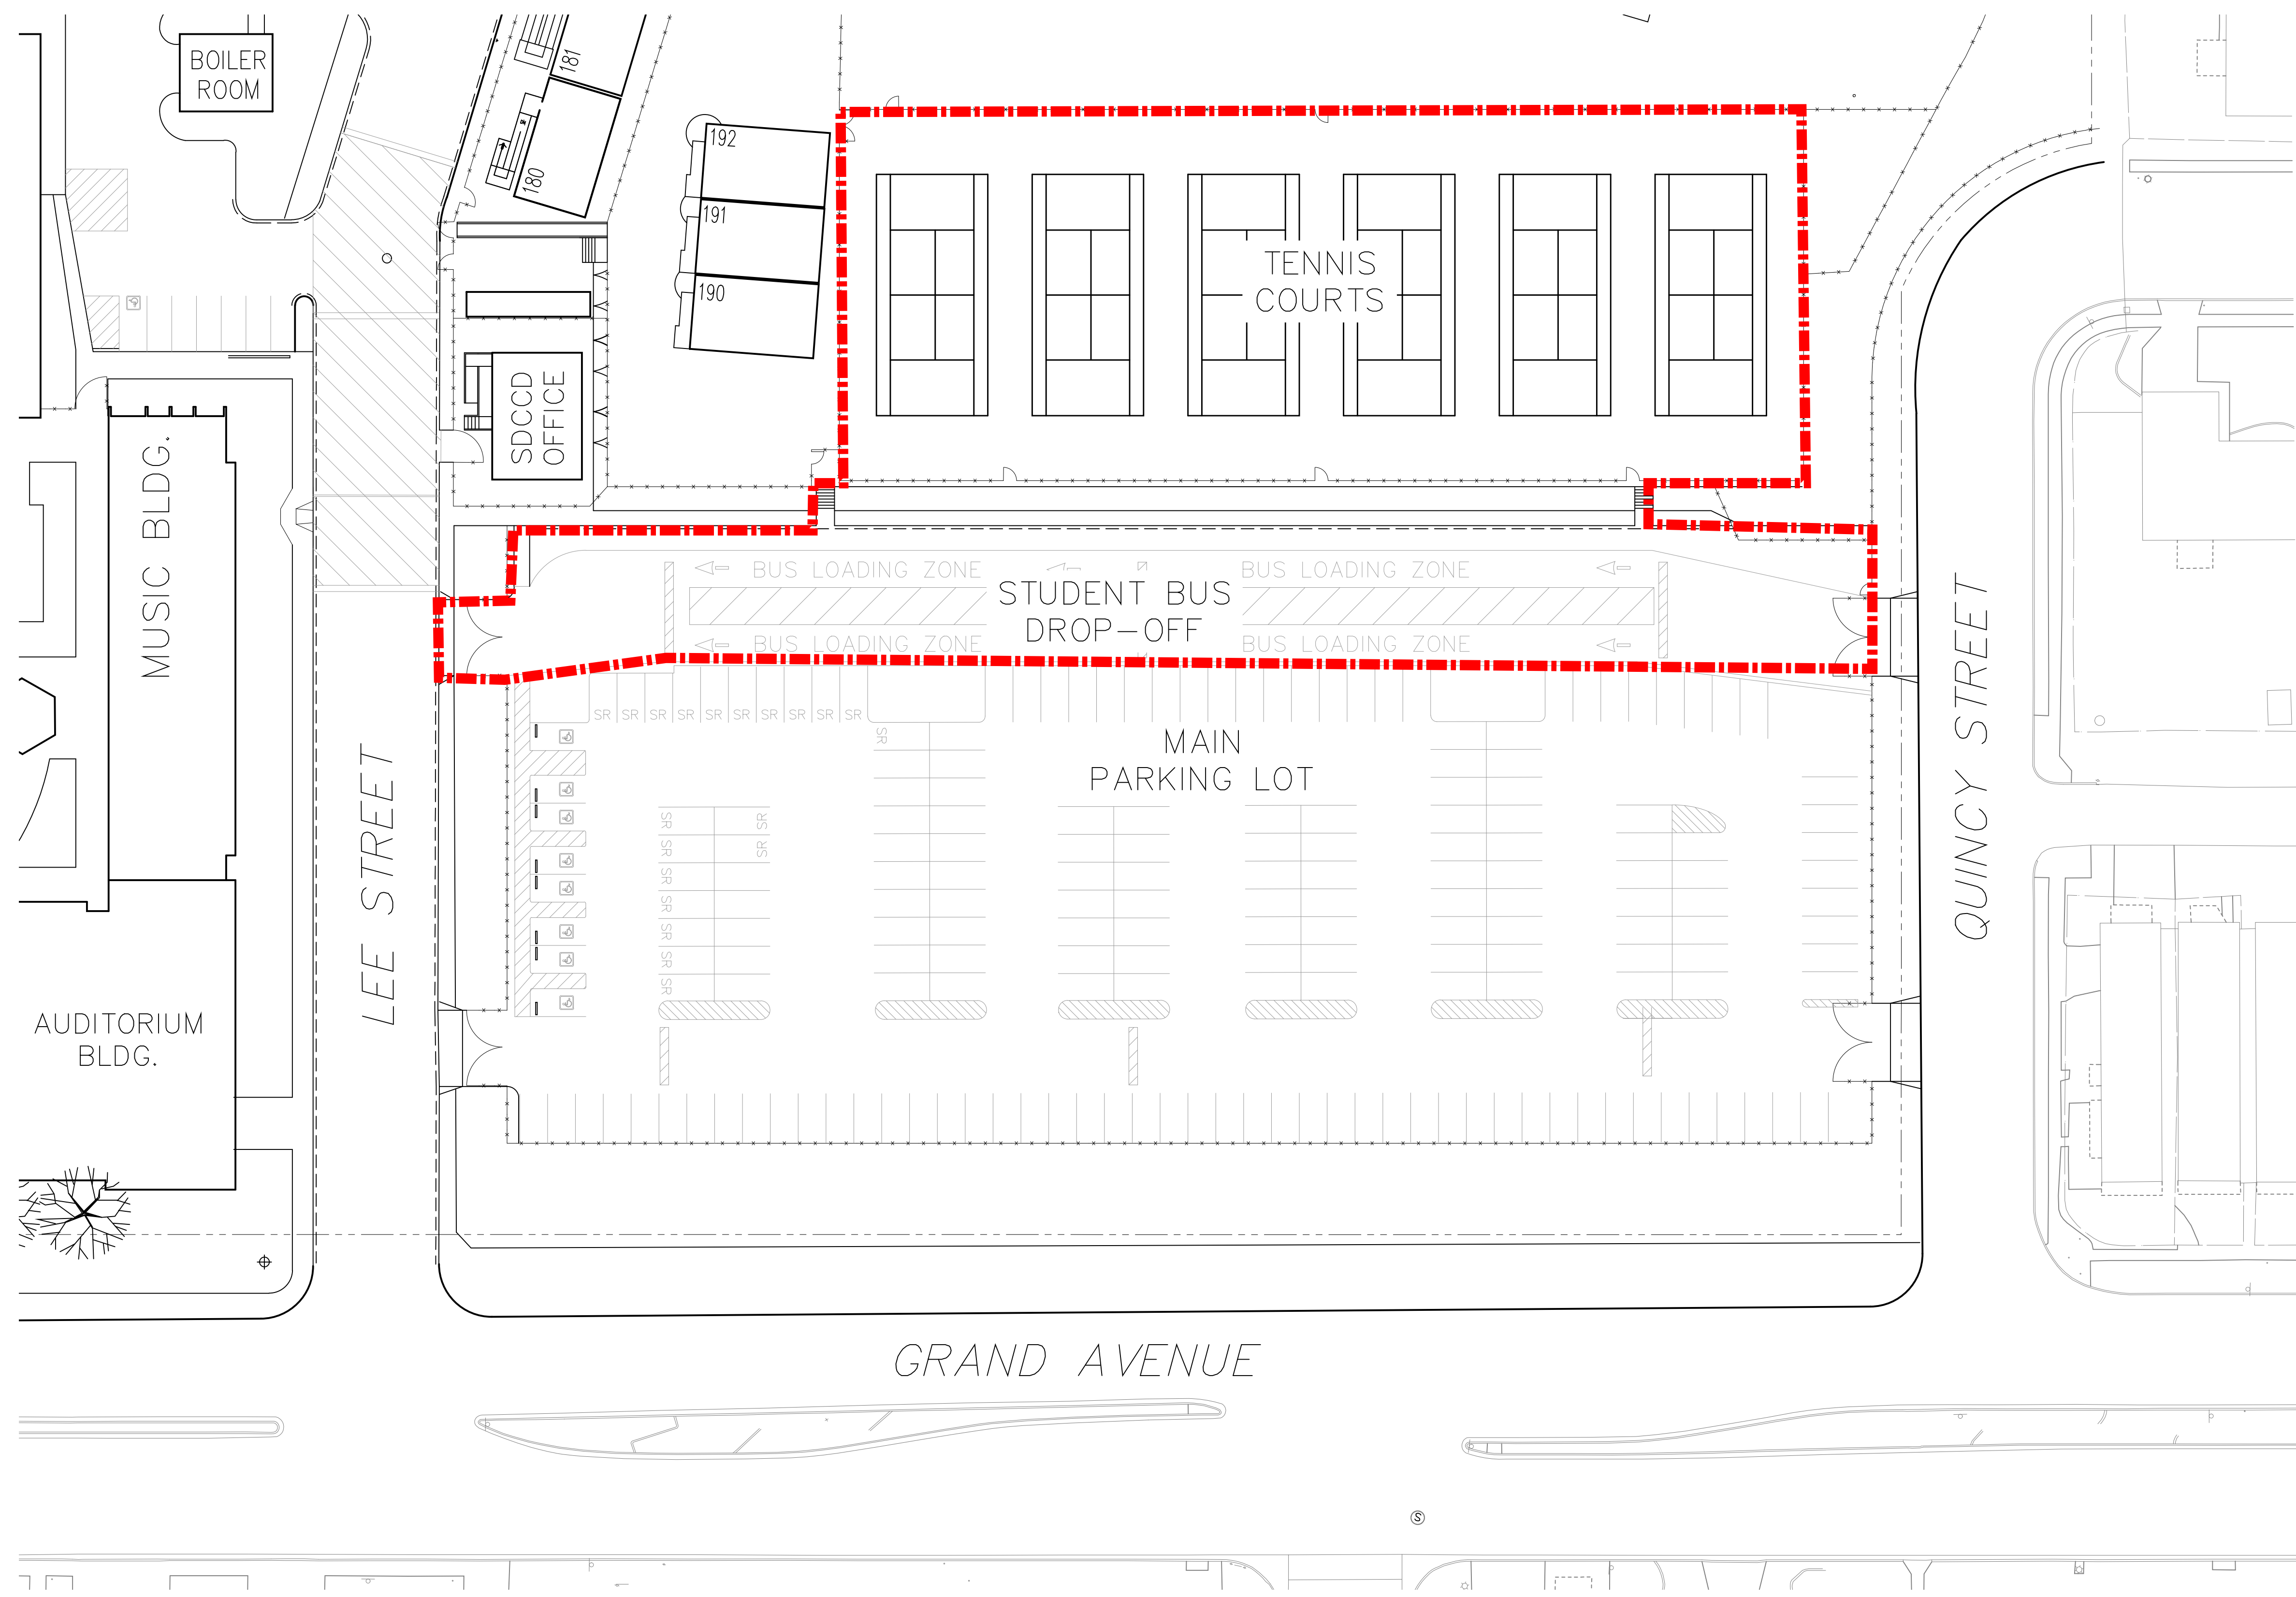 BOILER
ROOM
181
180
192
191
190
TENNIS
COURTS
SDCCD
OFFICE
MUSIC BLDG.
BUS LOADING ZONE
BUS LOADING ZONE
STUDENT BUS
DROP-OFF
BUS LOADING ZONE
BUS LOADING ZONE
SR SR SR SR SR SR SR SR SR SR
SR
MAIN
PARKING LOT
SR
SR
SR
SR
SR
SR
SR
SR
SR
LEE STREET
QUINCY STREET
AUDITORIUM
BLDG.
GRAND AVENUE
S